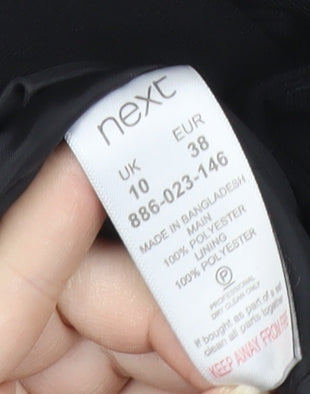 next
UK EUR
10 38
886-023-146
MADE IN BANGLADESH
MAIN
100% POLYESTER
LINING
100% POLYESTER
P
PROFESSIONAL
DRY CLEAN ONLY
If bought as part of a set
clean all parts together
KEEP AWAY FROM